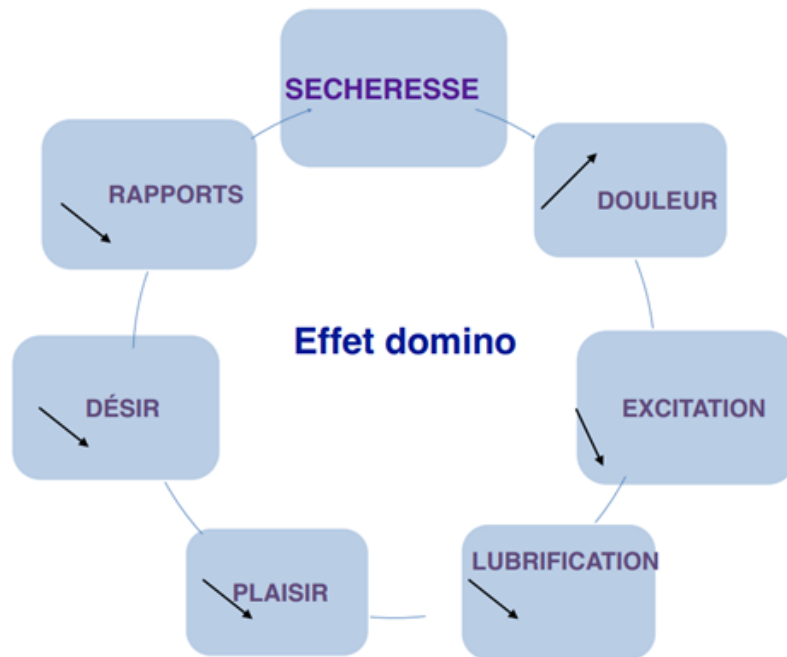 SECHERESSE
DOULEUR
EXCITATION
LUBRIFICATION
PLAISIR
DÉSIR
RAPPORTS
Effet domino